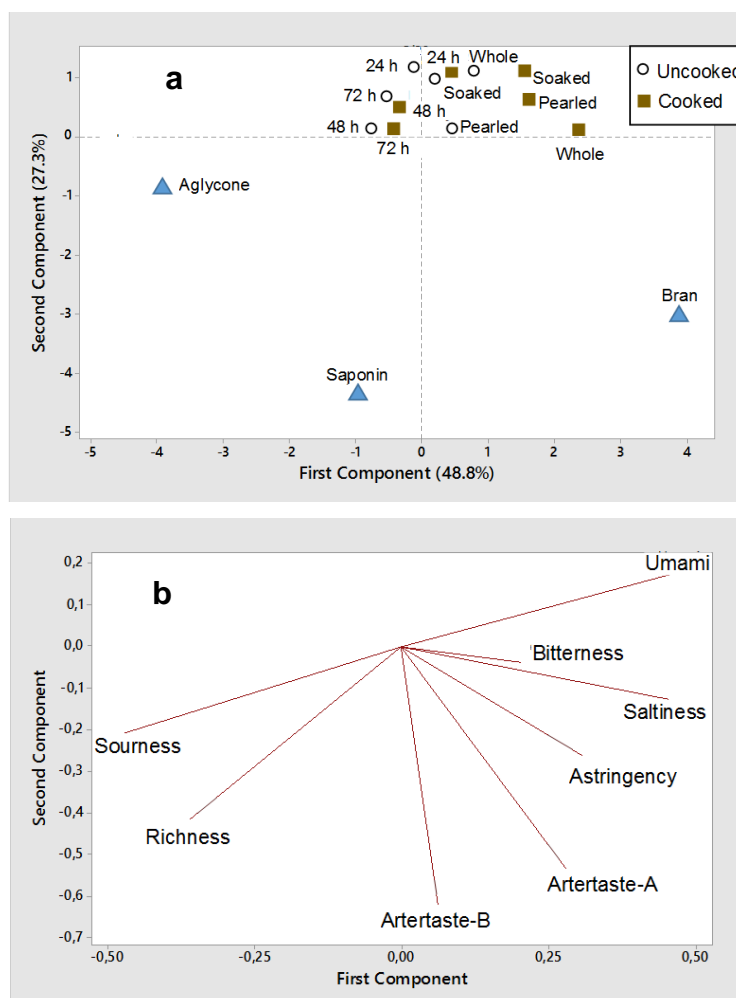 a
24 h
24 h
Whole
Uncooked
Cooked
Soaked
Soaked
72 h
Pearled
48 h
48 h
Pearled
72 h
Whole
Aglycone
Bran
Saponin
1
0
-1
-2
-3
-4
-5
Second Component (27.3%)
-5
-4
-3
-2
-1
0
1
2
3
4
First Component (48.8%)
b
Umami
Bitterness
Saltiness
Sourness
Astringency
Richness
Artertaste-A
Artertaste-B
0,2
0,1
0,0
-0,1
-0,2
-0,3
-0,4
-0,5
-0,6
-0,7
Second Component
-0,50
-0,25
0,00
0,25
0,50
First Component